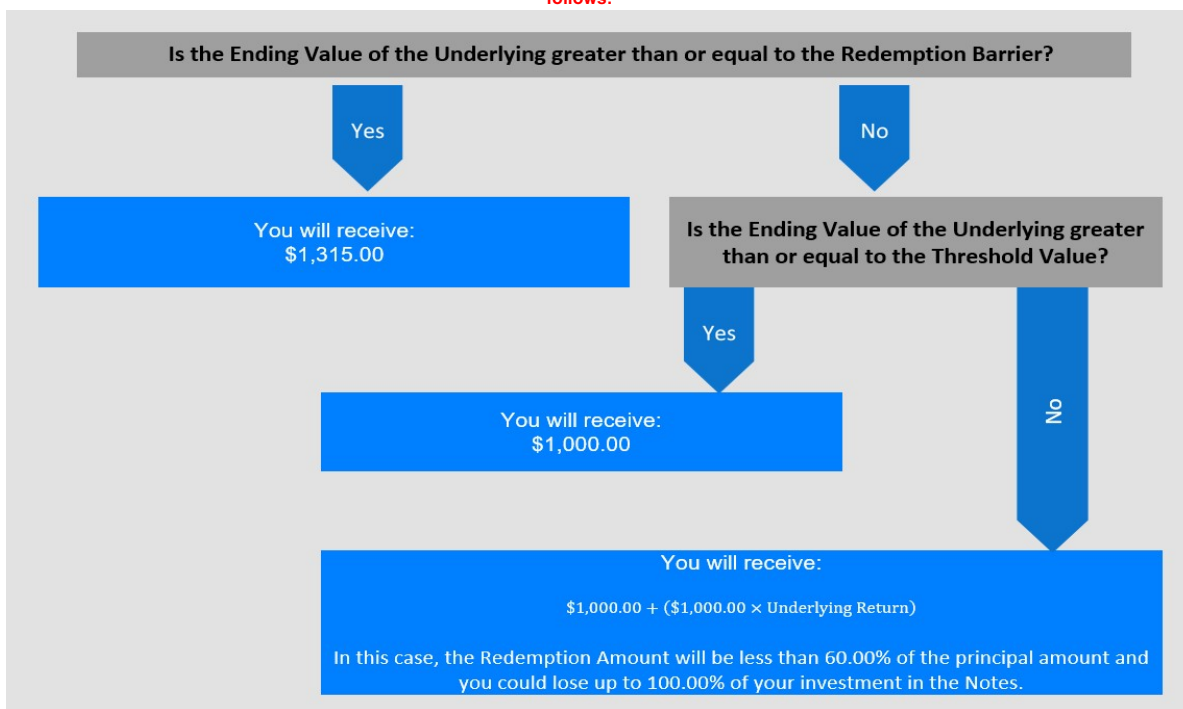 follows:
Is the Ending Value of the Underlying greater than or equal to the Redemption Barrier?
Yes
No
You will receive:
$1,315.00
Is the Ending Value of the Underlying greater
than or equal to the Threshold Value?
Yes
No
You will receive:
$1,000.00
You will receive:
$1,000.00 + ($1,000.00 × Underlying Return)
In this case, the Redemption Amount will be less than 60.00% of the principal amount and
you could lose up to 100.00% of your investment in the Notes.